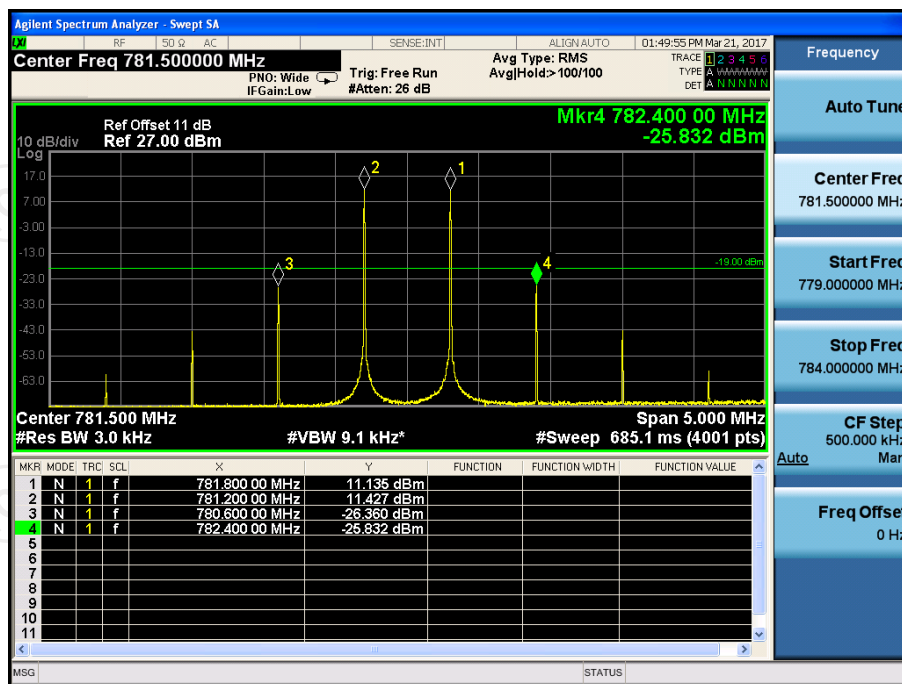 Agilent Spectrum Analyzer - Swept SA
LXI RF 50 Ω AC SENSE:INT ALIGN AUTO 01:49:55 PM Mar 21, 2017
Center Freq 781.500000 MHz
PNO: Wide
IFGain:Low
Trig: Free Run
#Atten: 26 dB
Avg Type: RMS
Avg|Hold:>100/100
TRACE 1 2 3 4 5 6
TYPE A WWWWWW
DET A N N N N N
Mkr4 782.400 00 MHz
-25.832 dBm
Ref Offset 11 dB
10 dB/div Ref 27.00 dBm
Log
17.0
7.00
-3.00
-13.0
-23.0
-33.0
-43.0
-53.0
-63.0
2
1
3
4
-19.00 dBm
Center 781.500 MHz Span 5.000 MHz
#Res BW 3.0 kHz #VBW 9.1 kHz* #Sweep 685.1 ms (4001 pts)
MKR MODE TRC SCL X Y FUNCTION FUNCTION WIDTH FUNCTION VALUE
1 N 1 f 781.800 00 MHz 11.135 dBm
2 N 1 f 781.200 00 MHz 11.427 dBm
3 N 1 f 780.600 00 MHz -26.360 dBm
4 N 1 f 782.400 00 MHz -25.832 dBm
5
6
7
8
9
10
11
MSG STATUS
Frequency
Auto Tune
Center Freq
781.500000 MHz
Start Freq
779.000000 MHz
Stop Freq
784.000000 MHz
CF Step
500.000 kHz
Auto Man
Freq Offset
0 Hz